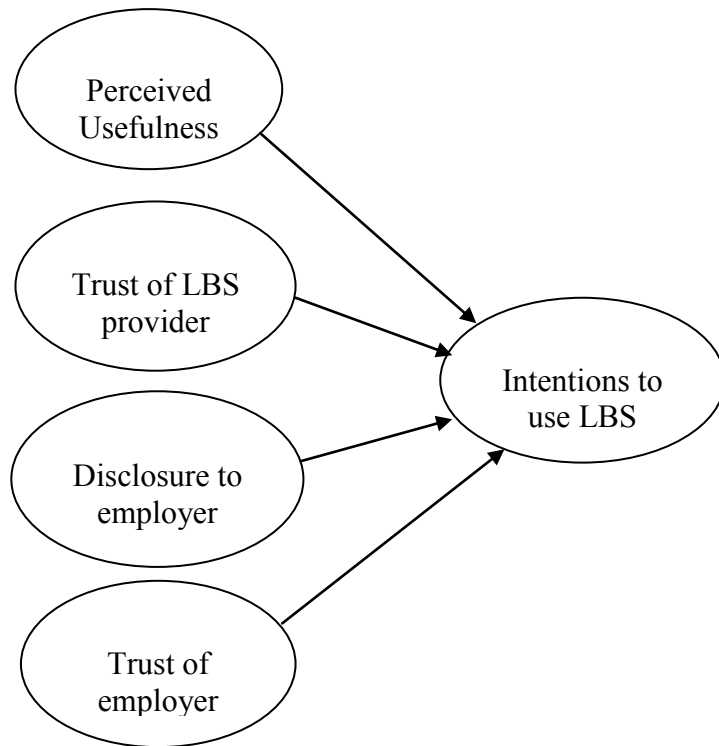 Perceived
Usefulness
Trust of LBS
provider
Intentions to
use LBS
Disclosure to
employer
Trust of
employer